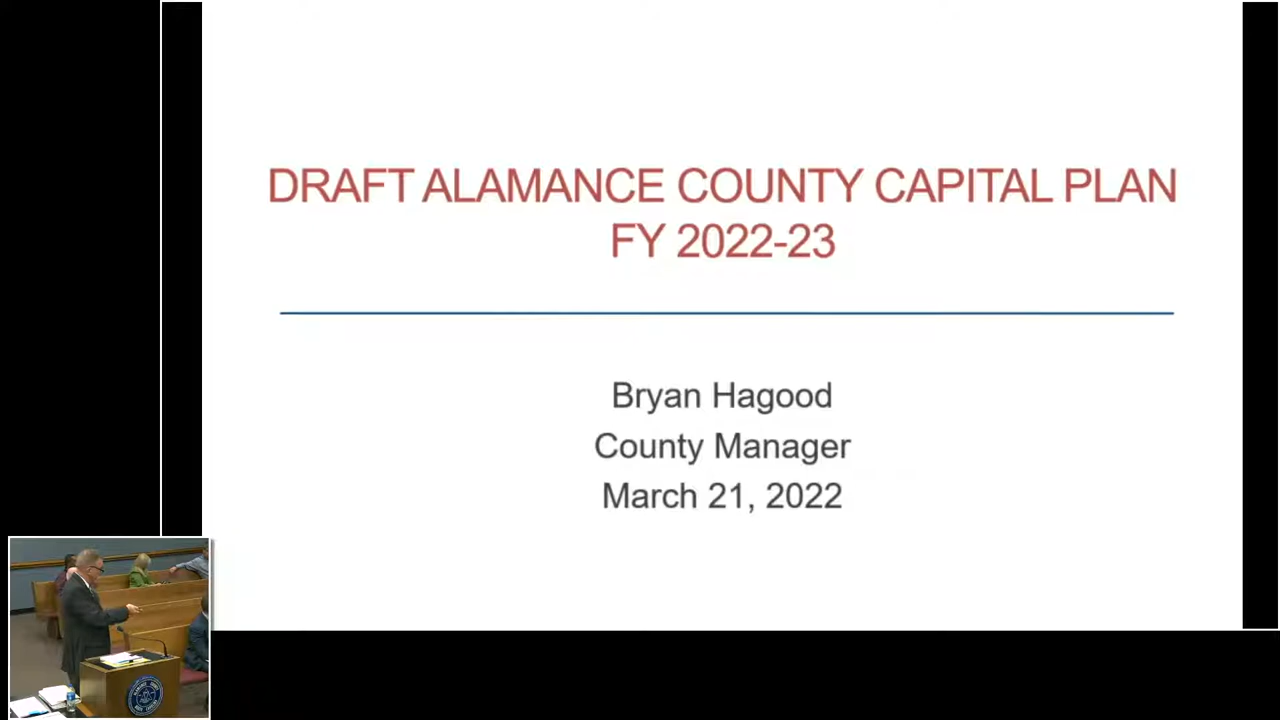 DRAFT ALAMANCE COUNTY CAPITAL PLAN
FY 2022-23
Bryan Hagood
County Manager
March 21, 2022